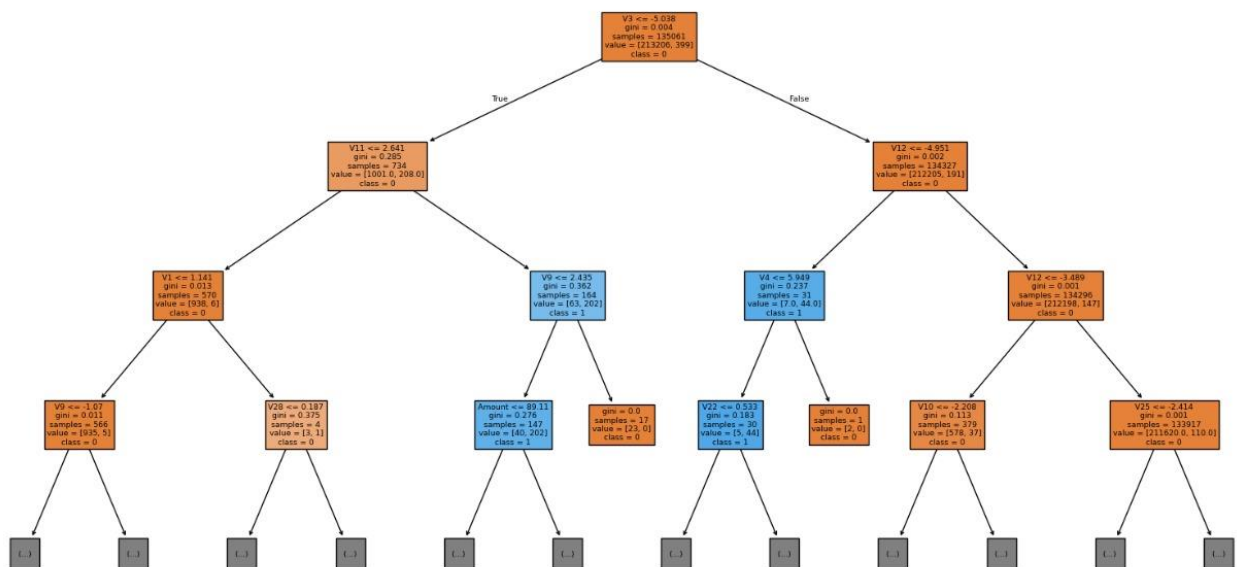 V3 <= -5.038
gini = 0.004
samples = 135061
value = [213206, 399]
class = 0
True
False
V11 <= 2.641
gini = 0.285
samples = 734
value = [1001.0, 208.0]
class = 0
V12 <= -4.951
gini = 0.002
samples = 134327
value = [212205, 191]
class = 0
V1 <= 1.141
gini = 0.013
samples = 570
value = [938, 6]
class = 0
V9 <= 2.435
gini = 0.362
samples = 164
value = [63, 202]
class = 1
V4 <= 5.949
gini = 0.237
samples = 31
value = [7.0, 44.0]
class = 1
V12 <= -3.489
gini = 0.001
samples = 134296
value = [212198, 147]
class = 0
V9 <= -1.07
gini = 0.011
samples = 566
value = [935, 5]
class = 0
V28 <= 0.187
gini = 0.375
samples = 4
value = [3, 1]
class = 0
Amount <= 89.11
gini = 0.276
samples = 147
value = [40, 202]
class = 1
gini = 0.0
samples = 17
value = [23, 0]
class = 0
V22 <= 0.533
gini = 0.183
samples = 30
value = [5, 44]
class = 1
gini = 0.0
samples = 1
value = [2, 0]
class = 0
V10 <= -2.208
gini = 0.113
samples = 379
value = [578, 37]
class = 0
V25 <= -2.414
gini = 0.001
samples = 133917
value = [211620.0, 110.0]
class = 0
(...)
(...)
(...)
(...)
(...)
(...)
(...)
(...)
(...)
(...)
(...)
(...)